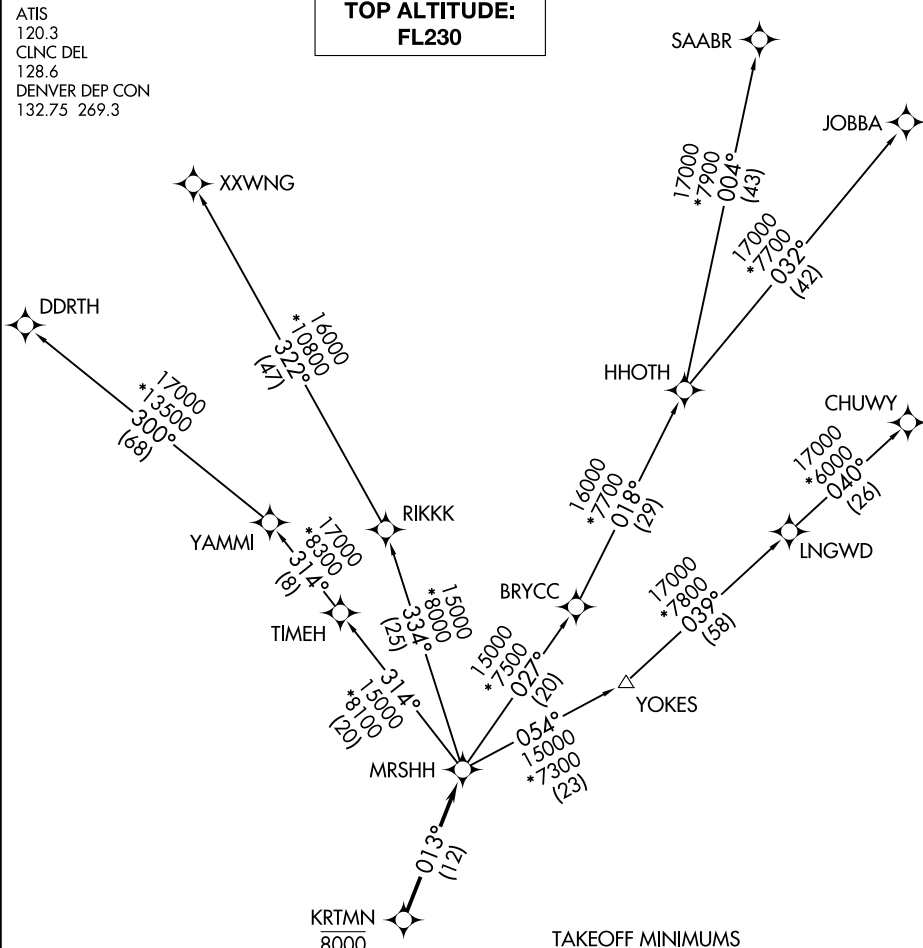 ATIS
120.3
CLNC DEL
128.6
DENVER DEP CON
132.75 269.3
TOP ALTITUDE:
FL230
SAABR
JOBBA
17000
*7900
004°
(43)
XXWNG
17000
*7700
032°
(42)
DDRTH
16000
*10800
322°
(47)
HHOTH
17000
*13500
300°
(68)
CHUWY
17000
*6000
040°
(26)
16000
*7700
018°
(29)
RIKKK
YAMMI
LNGWD
17000
*8300
314°
(8)
BRYCC
17000
*7800
039°
(58)
TIMEH
15000
*8000
334°
(25)
15000
*7500
027°
(20)
314°
15000
*8100
(20)
YOKES
054°
15000
*7300
(23)
MRSHH
013°
(12)
KRTMN
8000
TAKEOFF MINIMUMS